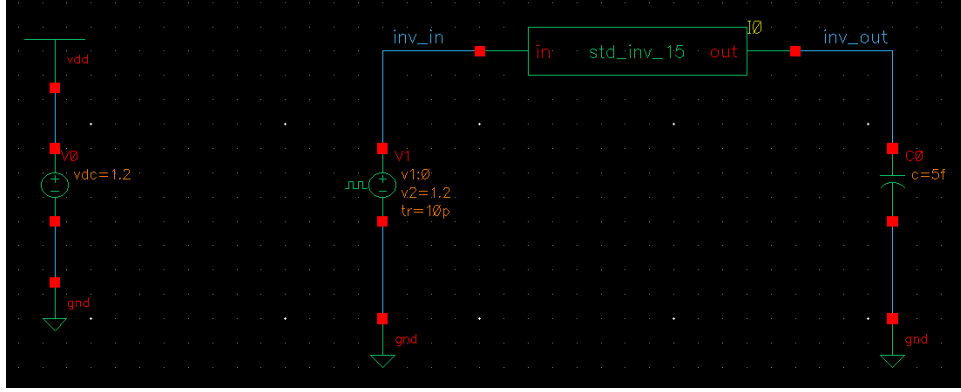 inv_in
I0
inv_out
in
std_inv_15
out
vdd
V0
vdc=1.2
V1
v1:0
v2=1.2
tr=10p
C0
c=5f
gnd
gnd
gnd